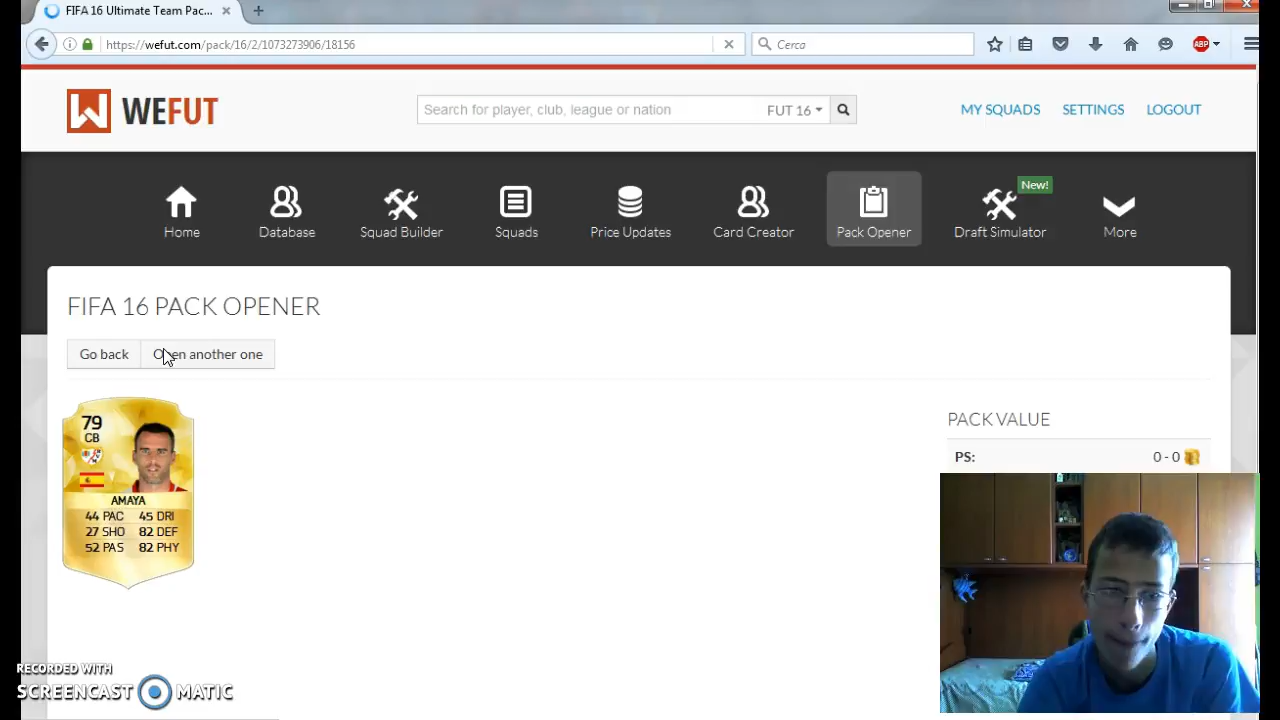 FIFA 16 Ultimate Team Pac...
https://wefut.com/pack/16/2/1073273906/18156
Cerca
ABP
WEFUT
Search for player, club, league or nation
FUT 16
MY SQUADS
SETTINGS
LOGOUT
New!
Home
Database
Squad Builder
Squads
Price Updates
Card Creator
Pack Opener
Draft Simulator
More
FIFA 16 PACK OPENER
Go back
Open another one
79
CB
AMAYA
44 PAC 45 DRI
27 SHO 82 DEF
52 PAS 82 PHY
PACK VALUE
PS: 0 - 0
RECORDED WITH
SCREENCAST MATIC